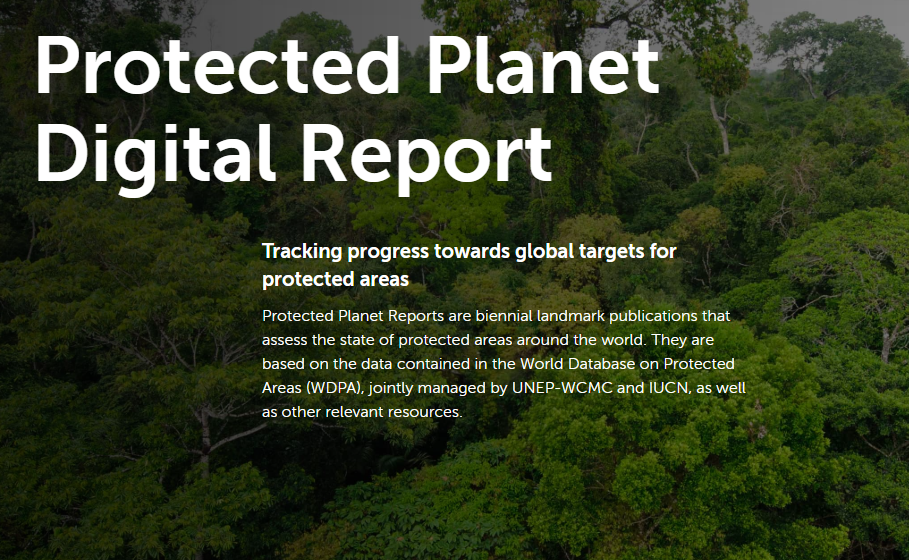 Protected Planet
Digital Report
Tracking progress towards global targets for
protected areas
Protected Planet Reports are biennial landmark publications that
assess the state of protected areas around the world. They are
based on the data contained in the World Database on Protected
Areas (WDPA), jointly managed by UNEP-WCMC and IUCN, as well
as other relevant resources.